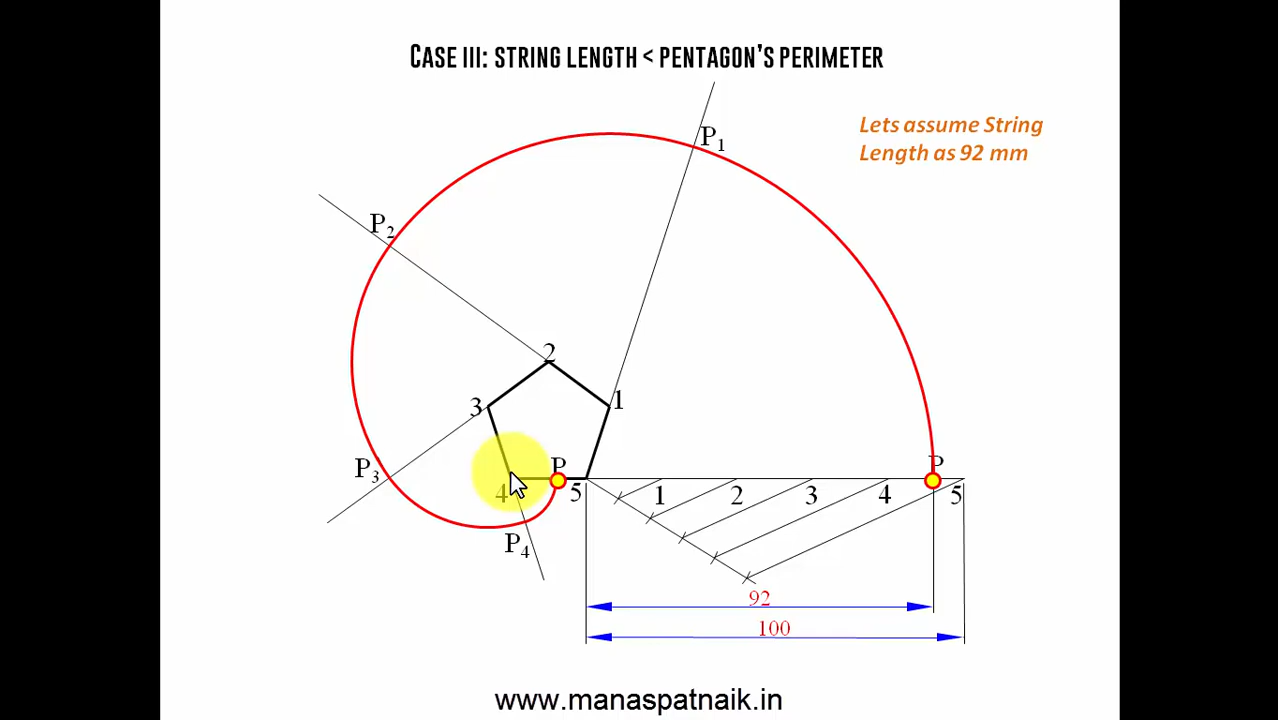 CASE III: STRING LENGTH < PENTAGON'S PERIMETER
Lets assume String
Length as 92 mm
P1
P2
2
3
1
P3
P
P
4
5
1
2
3
4
5
P4
92
100
www.manaspatnaik.in